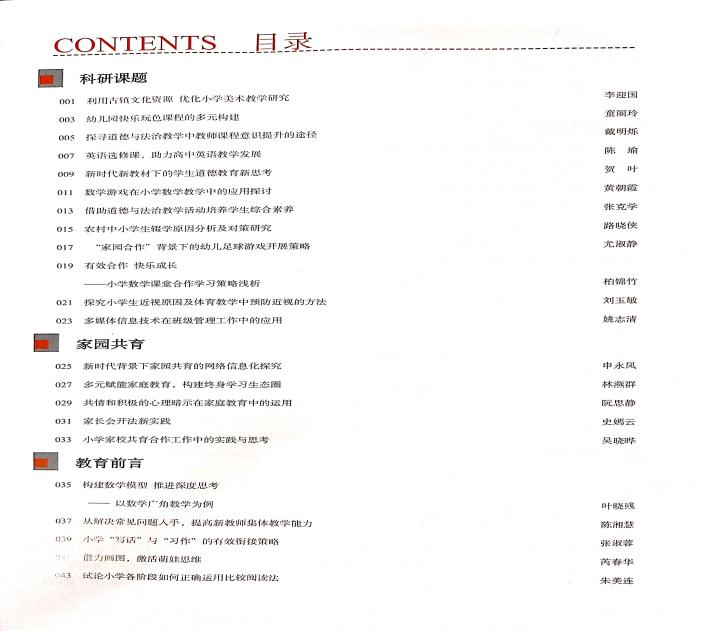 CONTENTS 目录
科研课题
001 利用古镇文化资源 优化小学美术教学研究 李迎国
003 幼儿园快乐玩色课程的多元构建 童丽玲
005 探寻道德与法治教学中教师课程意识提升的途径 戴明烁
007 英语选修课，助力高中英语教学发展 陈 瑜
009 新时代新教材下的学生道德教育新思考 贺 叶
011 数学游戏在小学数学教学中的应用探讨 黄朝霞
013 借助道德与法治教学活动培养学生综合素养 张克学
015 农村中小学生辍学原因分析及对策研究 路晓侠
017 “家园合作”背景下的幼儿足球游戏开展策略 尤淑静
019 有效合作 快乐成长
——小学数学课堂合作学习策略浅析 柏锦竹
021 探究小学生近视原因及体育教学中预防近视的方法 刘玉敏
023 多媒体信息技术在班级管理工作中的应用 姚志清
家园共育
025 新时代背景下家园共育的网络信息化探究 申永凤
027 多元赋能家庭教育，构建终身学习生态圈 林燕群
029 共情和积极的心理暗示在家庭教育中的运用 阮思静
031 家长会开法新实践 史嫣云
033 小学家校共育合作工作中的实践与思考 吴晓晔
教育前言
035 构建数学模型 推进深度思考
—— 以数学广角教学为例 叶晓彧
037 从解决常见问题入手，提高新教师集体教学能力 陈湘慧
039 小学“写话”与“习作”的有效衔接策略 张淑蓉
借力画图，激活萌娃思维 芮春华
043 试论小学各阶段如何正确运用比较阅读法 朱美连